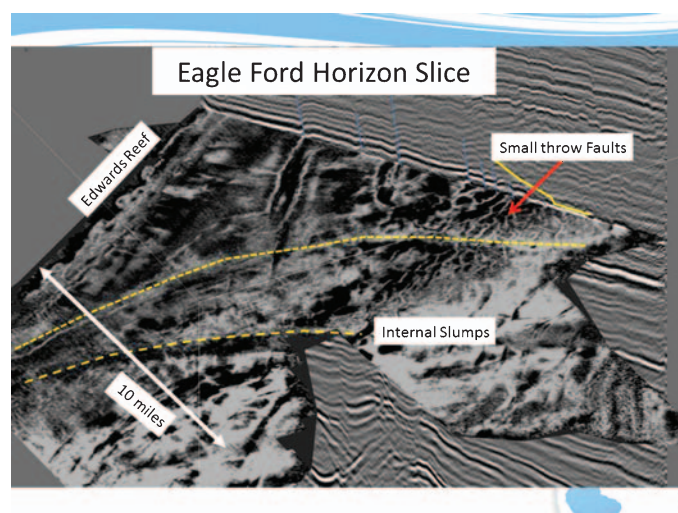 Eagle Ford Horizon Slice
Small throw Faults
Edwards Reef
Internal Slumps
10 miles